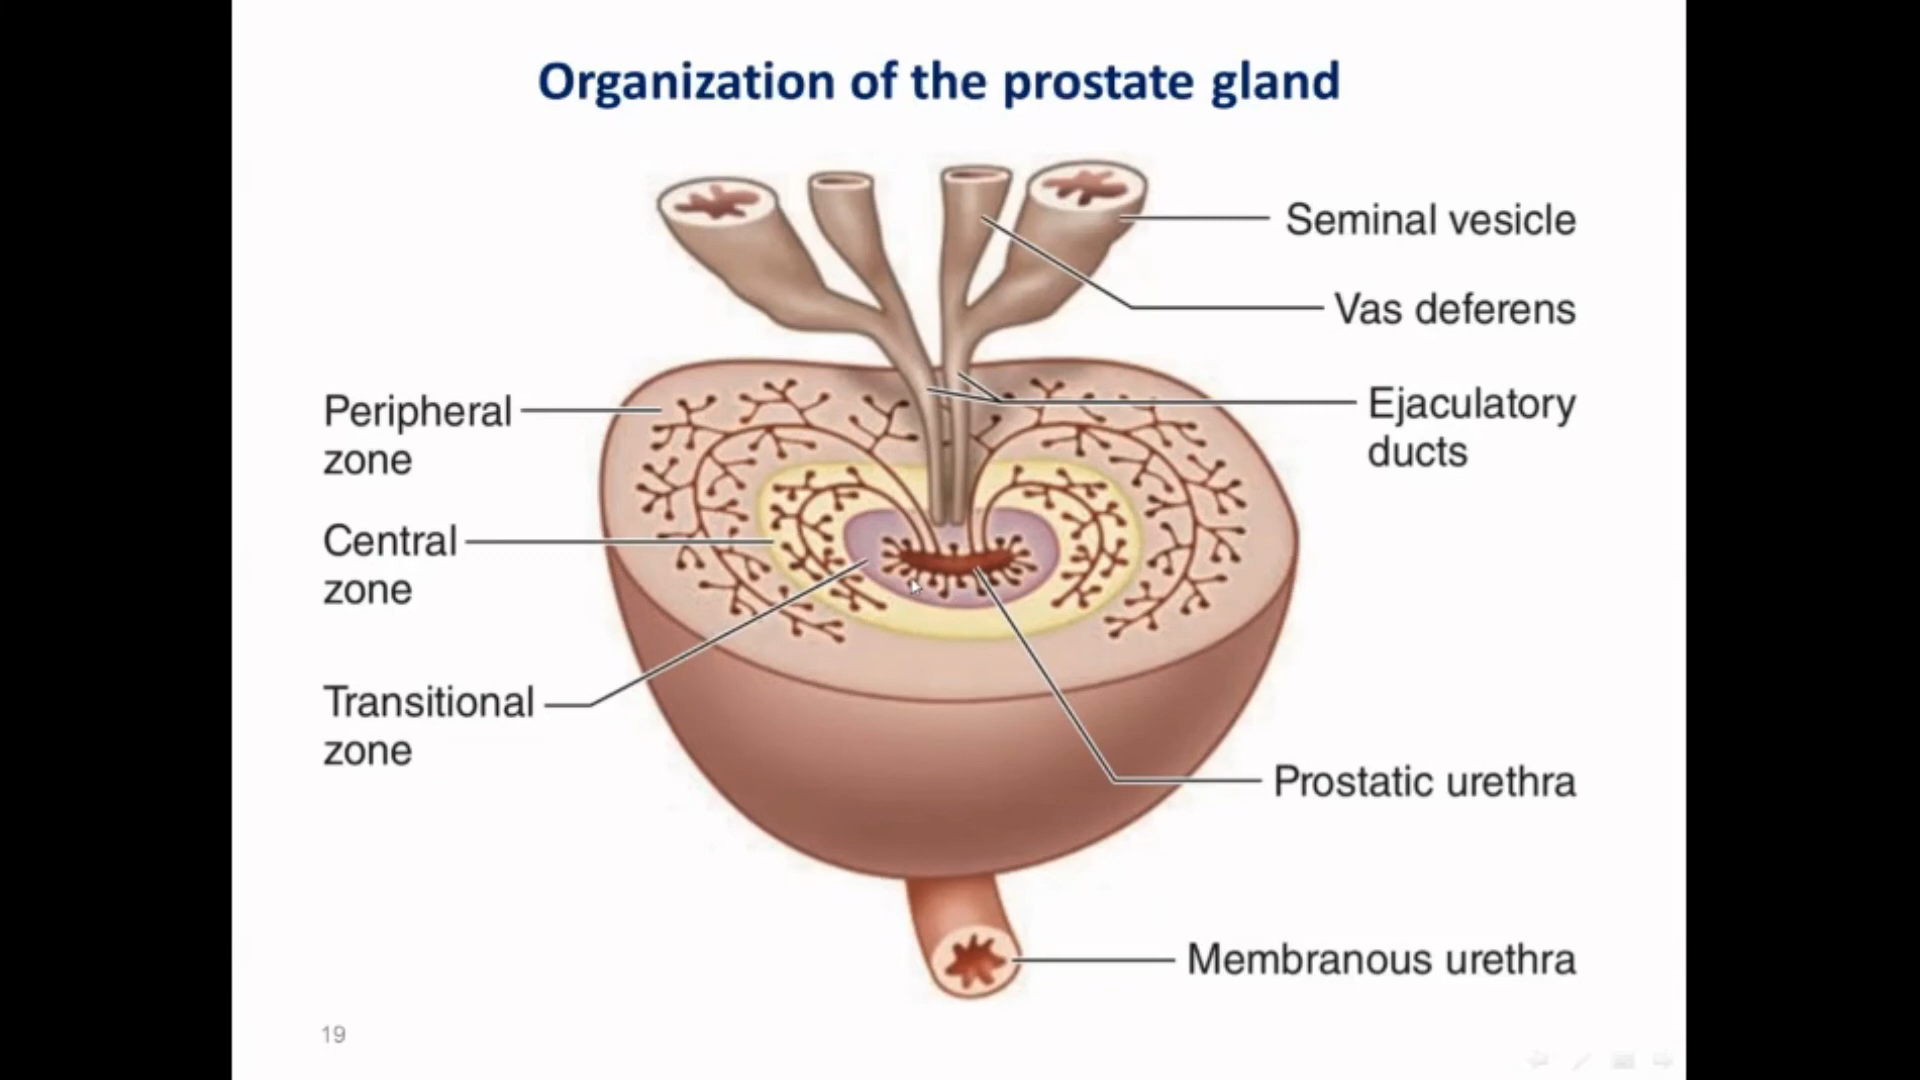 Organization of the prostate gland
Seminal vesicle
Vas deferens
Ejaculatory
ducts
Peripheral
zone
Central
zone
Transitional
zone
Prostatic urethra
Membranous urethra
19